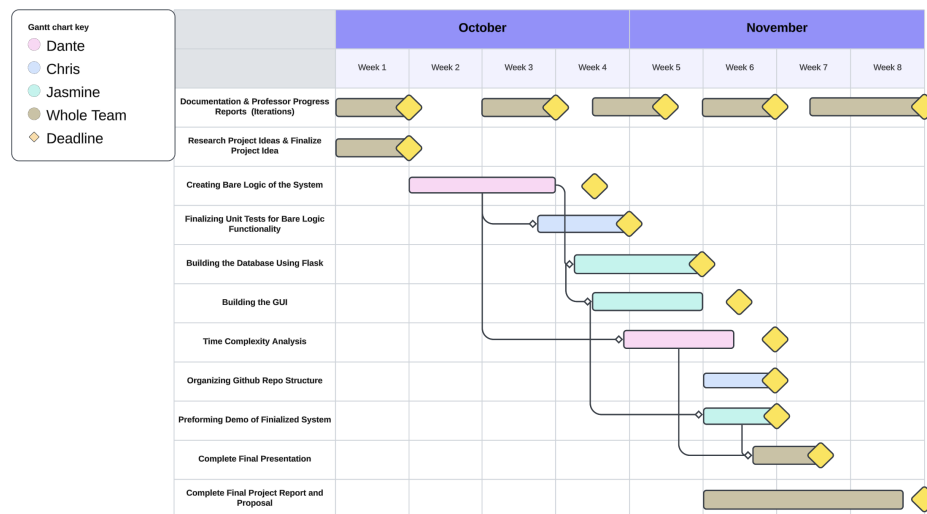 Gantt chart key
Dante
Chris
Jasmine
Whole Team
Deadline
October
November
Week 1
Week 2
Week 3
Week 4
Week 5
Week 6
Week 7
Week 8
Documentation & Professor Progress
Reports (Iterations)
Research Project Ideas & Finalize
Project Idea
Creating Bare Logic of the System
Finalizing Unit Tests for Bare Logic
Functionality
Building the Database Using Flask
Building the GUI
Time Complexity Analysis
Organizing Github Repo Structure
Preforming Demo of Finialized System
Complete Final Presentation
Complete Final Project Report and
Proposal